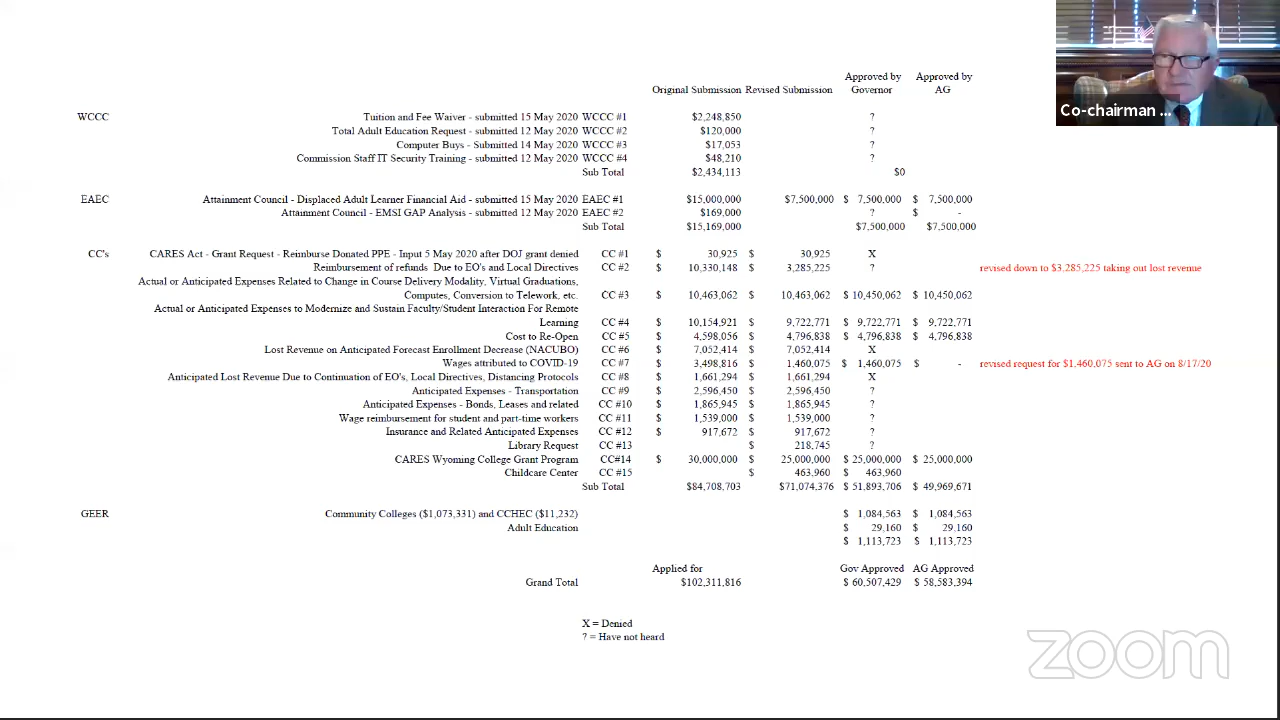 Co-chairman ...
Approved by Approved by
Original Submission Revised Submission Governor AG
WCCC Tuition and Fee Waiver - submitted 15 May 2020 WCCC #1 $2,248,850 ?
Total Adult Education Request - submitted 12 May 2020 WCCC #2 $120,000 ?
Computer Buys - Submitted 14 May 2020 WCCC #3 $17,053 ?
Commission Staff IT Security Training - submitted 12 May 2020 WCCC #4 $48,210 ?
Sub Total $2,434,113 $0
EAEC Attainment Council - Displaced Adult Learner Financial Aid - submitted 15 May 2020 EAEC #1 $15,000,000 $7,500,000 $ 7,500,000 $ 7,500,000
Attainment Council - EMSI GAP Analysis - submitted 12 May 2020 EAEC #2 $169,000 ? $ -
Sub Total $15,169,000 $7,500,000 $7,500,000
CC's CARES Act - Grant Request - Reimburse Donated PPE - Input 5 May 2020 after DOJ grant denied CC #1 $ 30,925 $ 30,925 X
Reimbursement of refunds Due to EO's and Local Directives CC #2 $ 10,330,148 $ 3,285,225 ? revised down to $3,285,225 taking out lost revenue
Actual or Anticipated Expenses Related to Change in Course Delivery Modality, Virtual Graduations,
Computes, Conversion to Telework, etc. CC #3 $ 10,463,062 $ 10,463,062 $ 10,450,062 $ 10,450,062
Actual or Anticipated Expenses to Modernize and Sustain Faculty/Student Interaction For Remote
Learning CC #4 $ 10,154,921 $ 9,722,771 $ 9,722,771 $ 9,722,771
Cost to Re-Open CC #5 $ 4,598,056 $ 4,796,838 $ 4,796,838 $ 4,796,838
Lost Revenue on Anticipated Forecast Enrollment Decrease (NACUBO) CC #6 $ 7,052,414 $ 7,052,414 X
Wages attributed to COVID-19 CC #7 $ 3,498,816 $ 1,460,075 $ 1,460,075 $ - revised request for $1,460,075 sent to AG on 8/17/20
Anticipated Lost Revenue Due to Continuation of EO's, Local Directives, Distancing Protocols CC #8 $ 1,661,294 $ 1,661,294 X
Anticipated Expenses - Transportation CC #9 $ 2,596,450 $ 2,596,450 ?
Anticipated Expenses - Bonds, Leases and related CC #10 $ 1,865,945 $ 1,865,945 ?
Wage reimbursement for student and part-time workers CC #11 $ 1,539,000 $ 1,539,000 ?
Insurance and Related Anticipated Expenses CC #12 $ 917,672 $ 917,672 ?
Library Request CC #13 $ 218,745 ?
CARES Wyoming College Grant Program CC#14 $ 30,000,000 $ 25,000,000 $ 25,000,000 $ 25,000,000
Childcare Center CC #15 $ 463,960 $ 463,960
Sub Total $84,708,703 $71,074,376 $ 51,893,706 $ 49,969,671
GEER Community Colleges ($1,073,331) and CCHEC ($11,232) $ 1,084,563 $ 1,084,563
Adult Education $ 29,160 $ 29,160
$ 1,113,723 $ 1,113,723
Applied for Gov Approved AG Approved
Grand Total $102,311,816 $ 60,507,429 $ 58,583,394
X = Denied
? = Have not heard
zoom